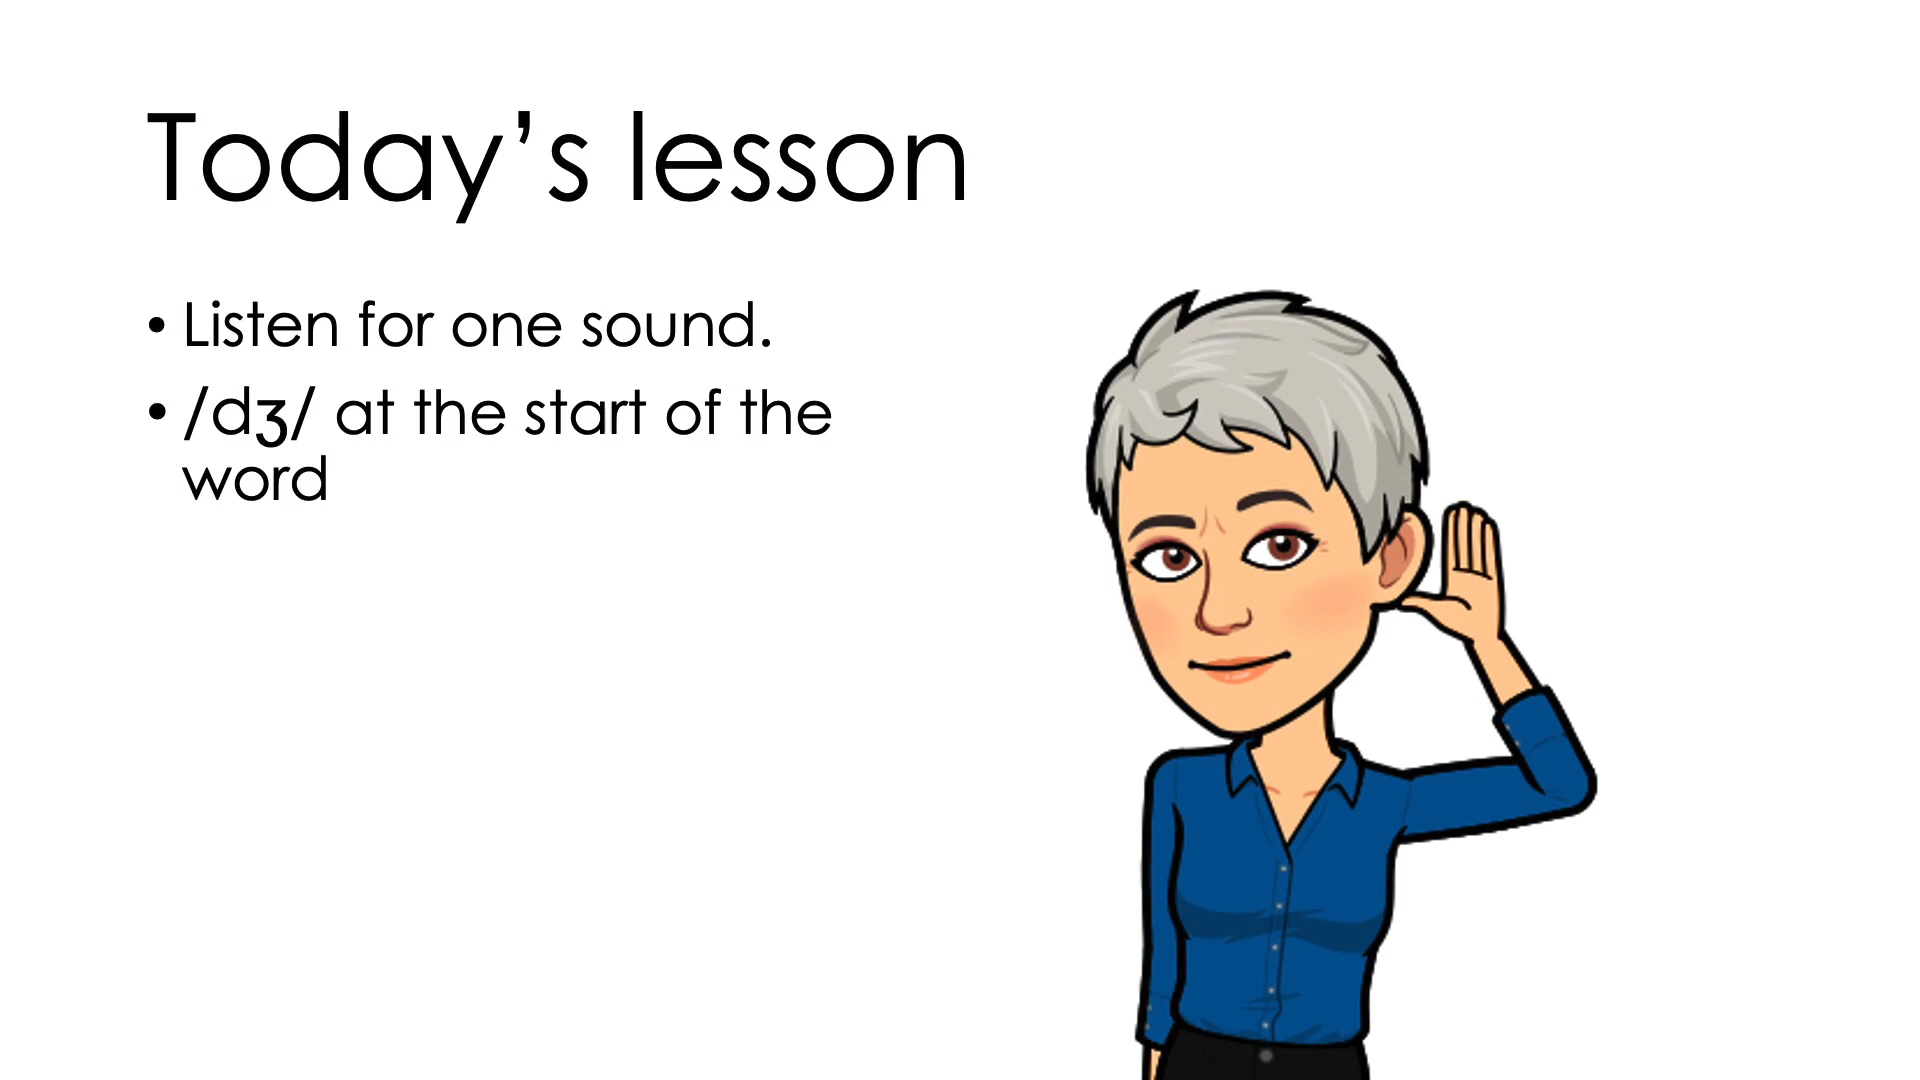 Today’s lesson
• Listen for one sound.
• /dʒ/ at the start of the
word